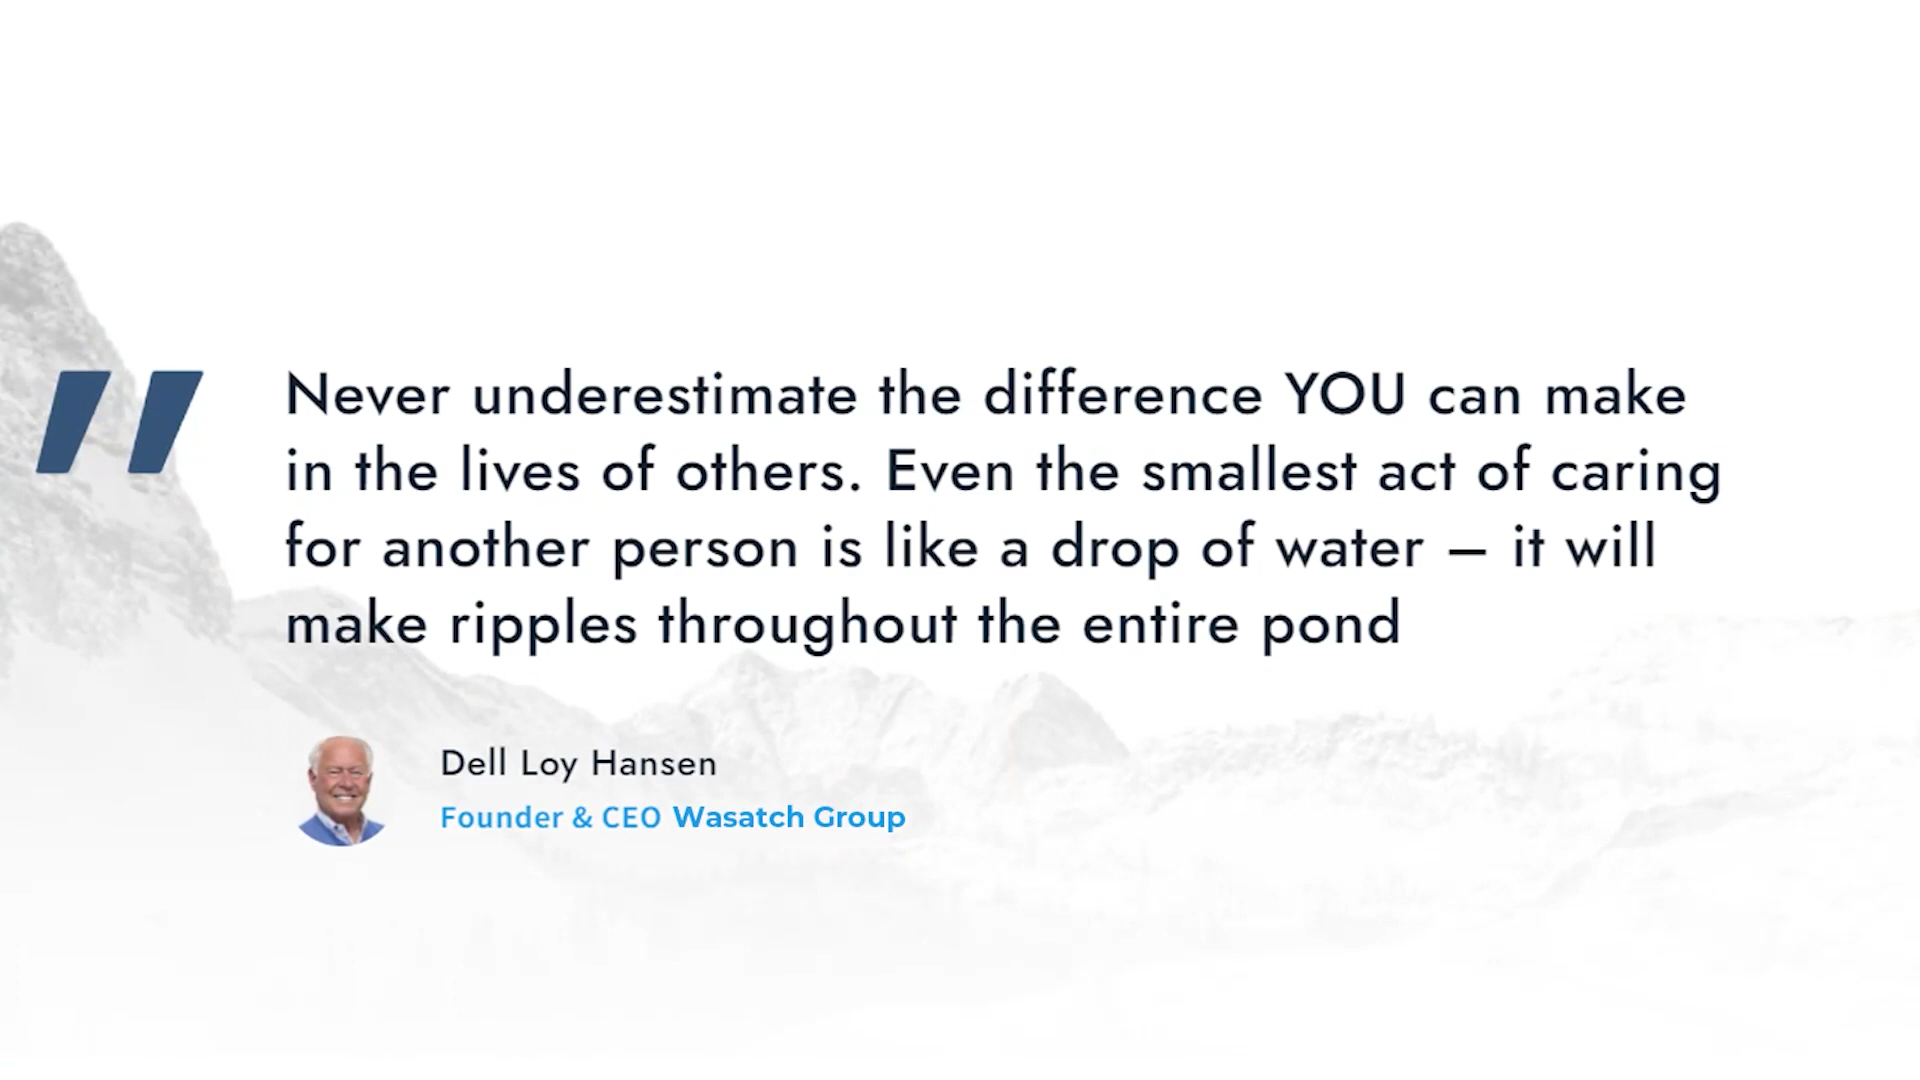 "
Never underestimate the difference YOU can make
in the lives of others. Even the smallest act of caring
for another person is like a drop of water – it will
make ripples throughout the entire pond
Dell Loy Hansen
Founder & CEO Wasatch Group